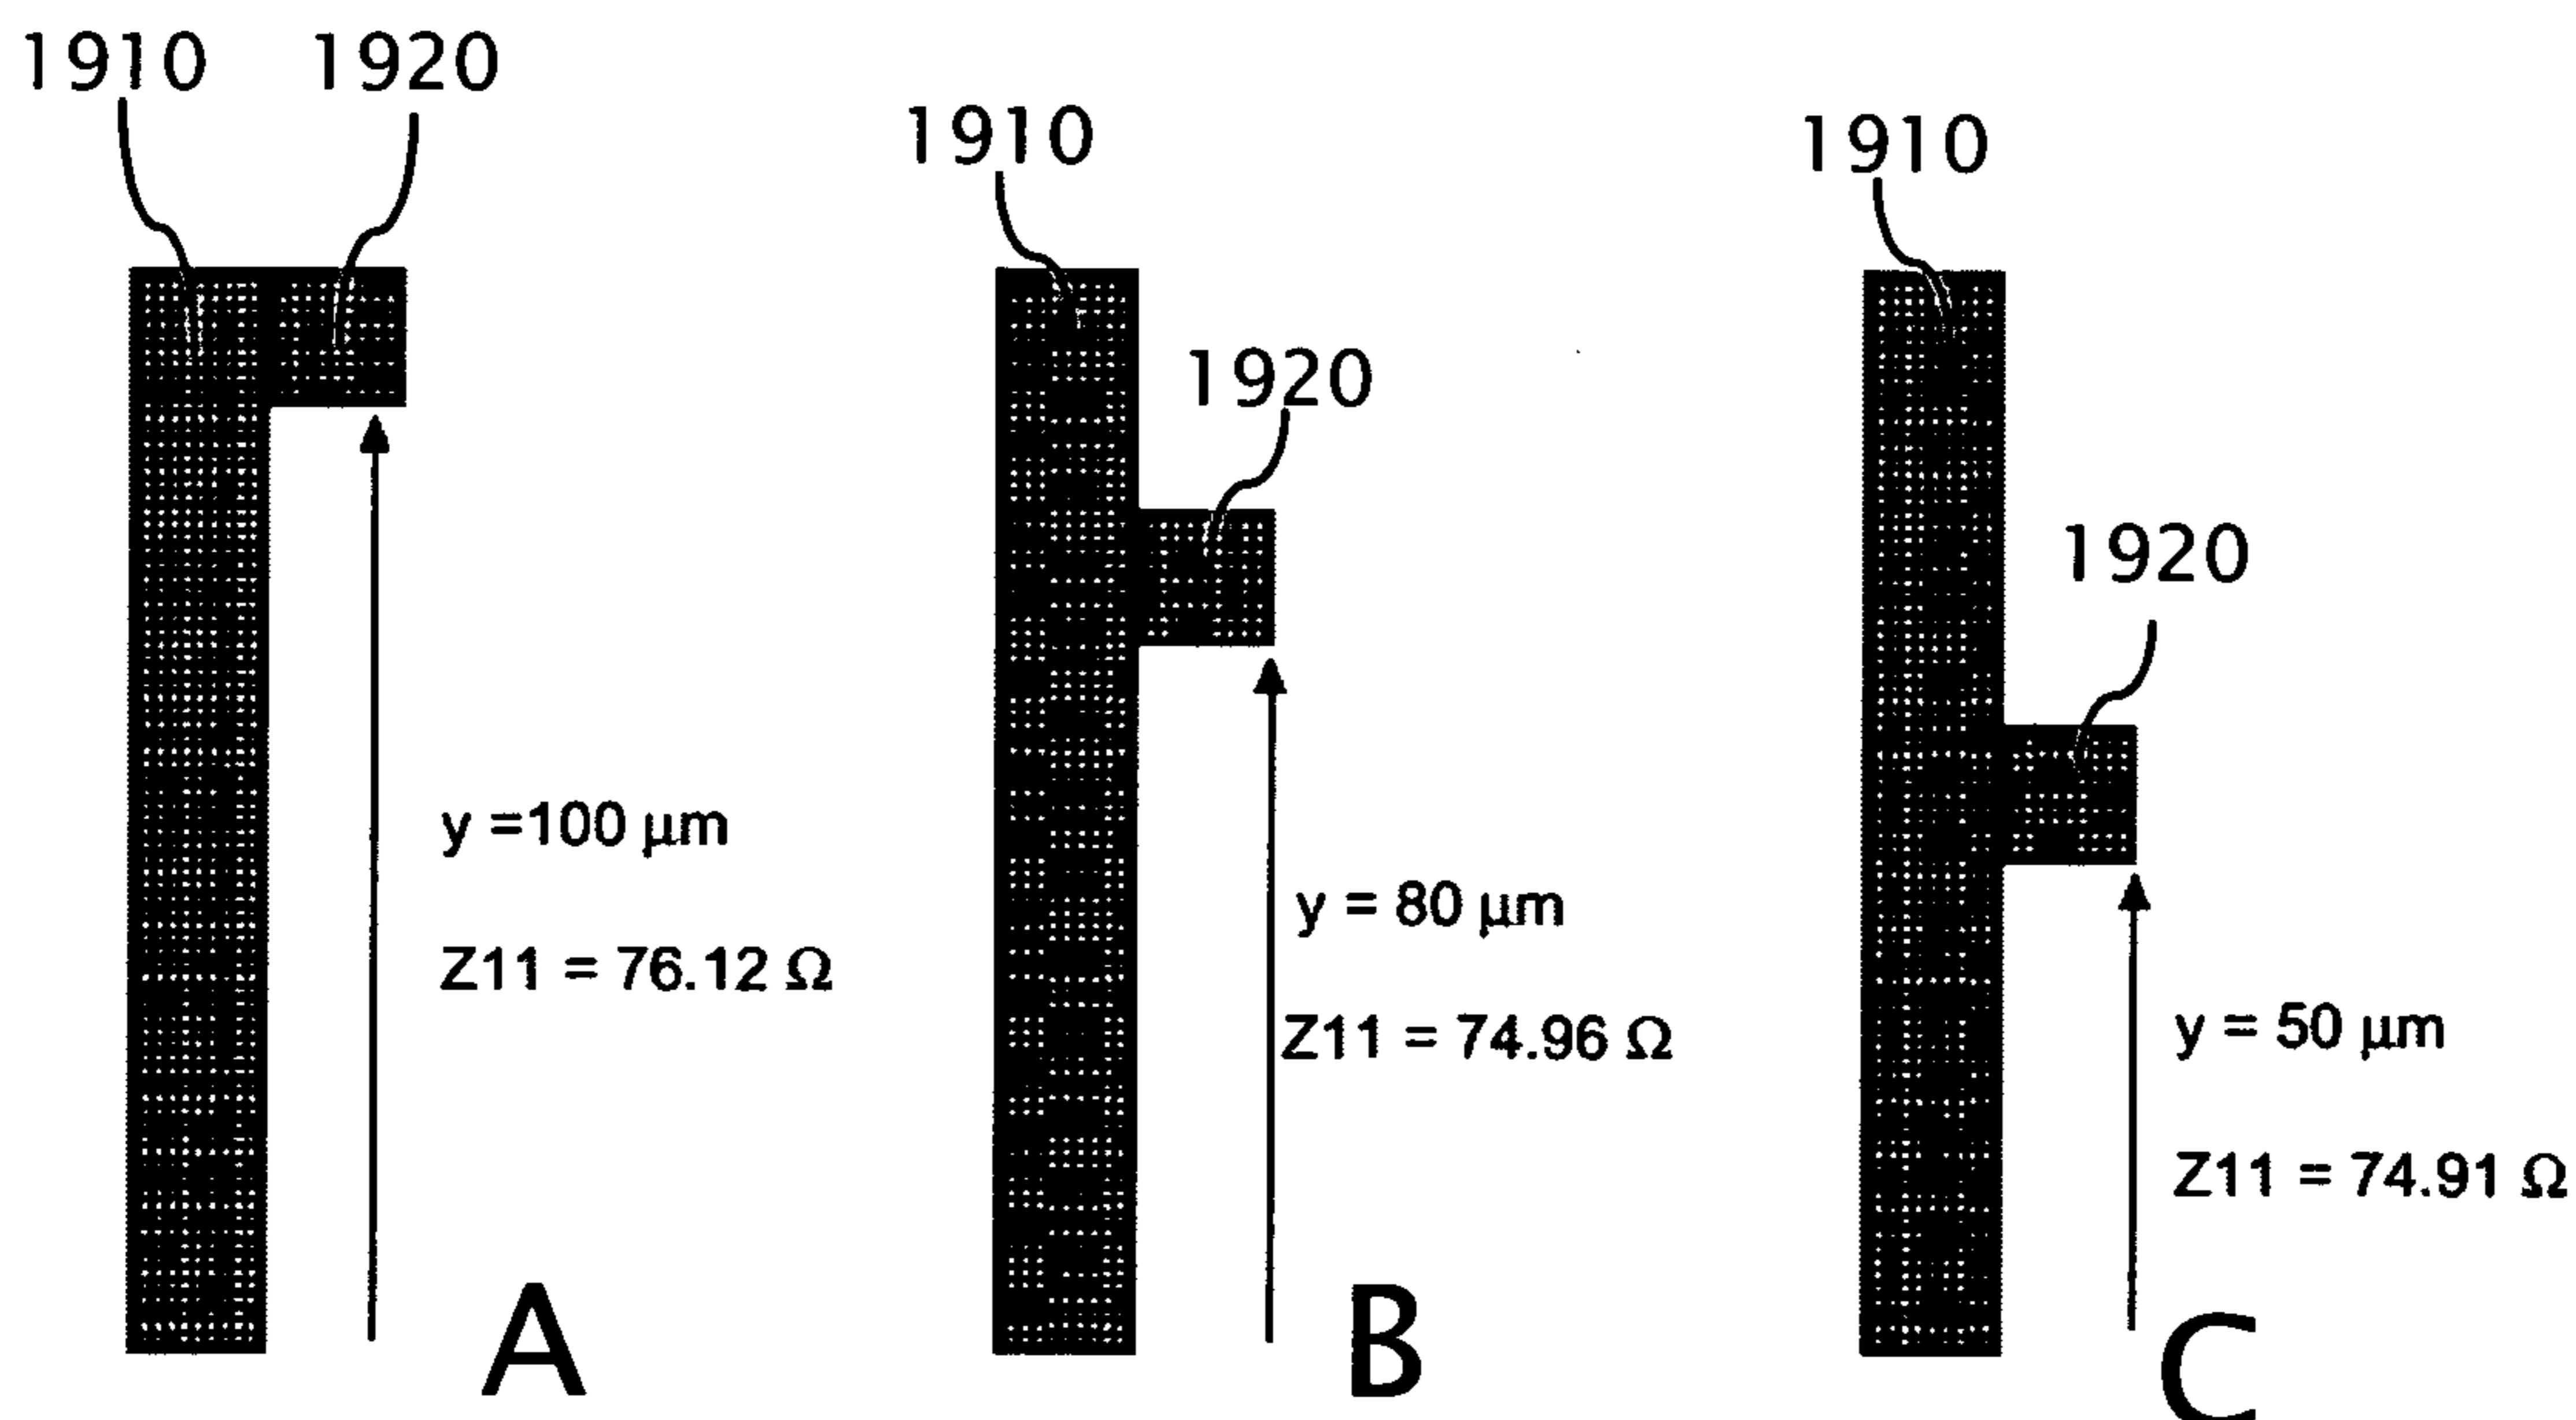 1910
1920
y =100 µm
Z11 = 76.12 Ω
A
1910
1920
y = 80 µm
Z11 = 74.96 Ω
B
1910
1920
y = 50 µm
Z11 = 74.91 Ω
C